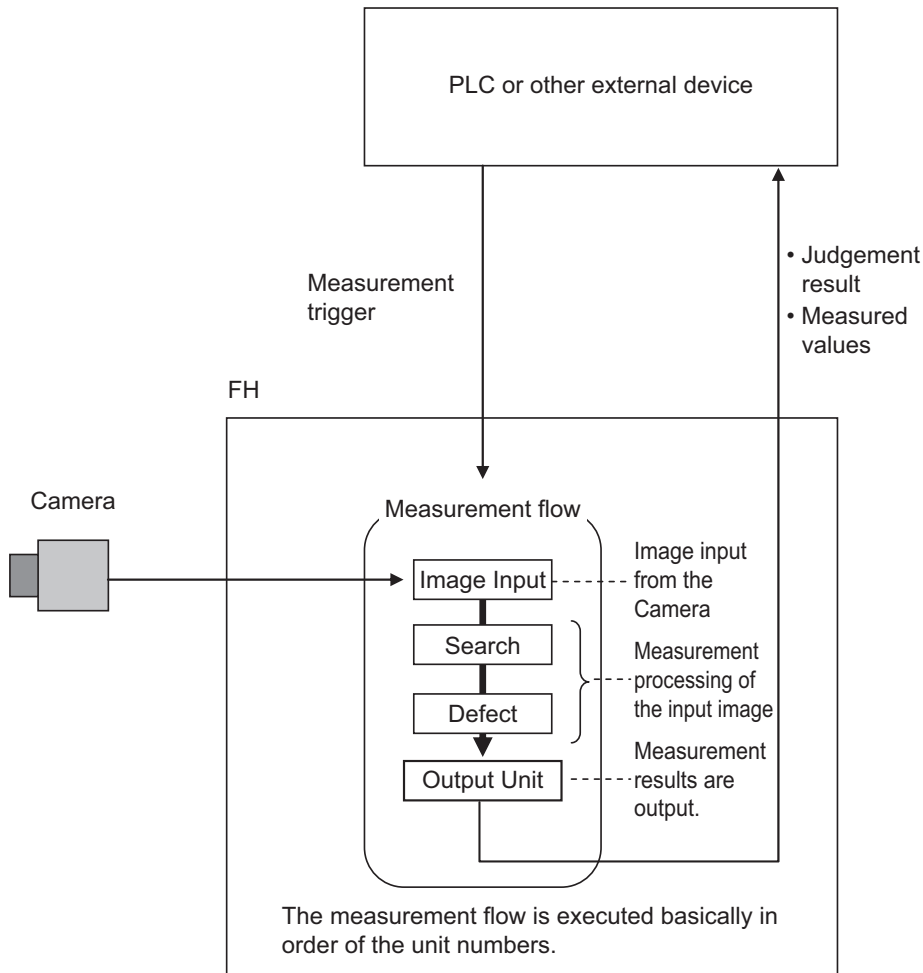 PLC or other external device
Measurement
trigger
• Judgement
result
• Measured
values
FH
Camera
Measurement flow
Image Input
Image input
from the
Camera
Search
Defect
Measurement
processing of
the input image
Output Unit
Measurement
results are
output.
The measurement flow is executed basically in
order of the unit numbers.